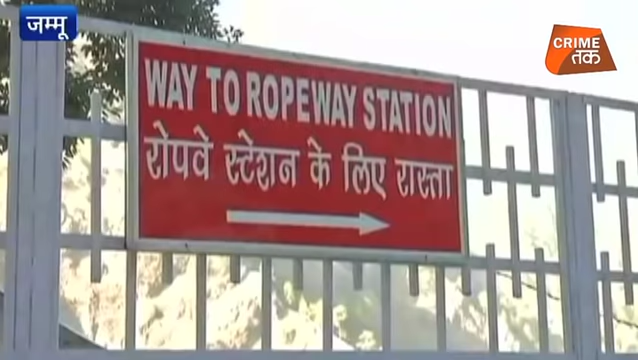 जम्मू
CRIME
तक
WAY TO ROPEWAY STATION
रोपवे स्टेशन के लिए रास्ता